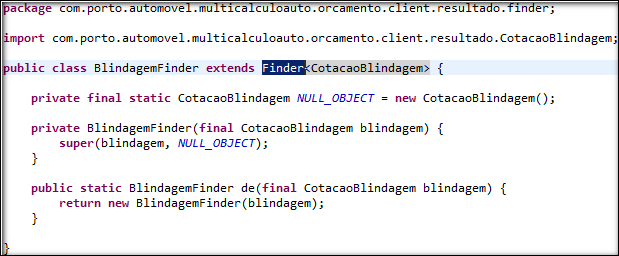 package com.porto.automovel.multicalculoauto.orcamento.client.resultado.finder;
import com.porto.automovel.multicalculoauto.orcamento.client.resultado.CotacaoBlindagem;
public class BlindagemFinder extends Finder<CotacaoBlindagem> {
private final static CotacaoBlindagem NULL_OBJECT = new CotacaoBlindagem();
private BlindagemFinder(final CotacaoBlindagem blindagem) {
super(blindagem, NULL_OBJECT);
}
public static BlindagemFinder de(final CotacaoBlindagem blindagem) {
return new BlindagemFinder(blindagem);
}
}